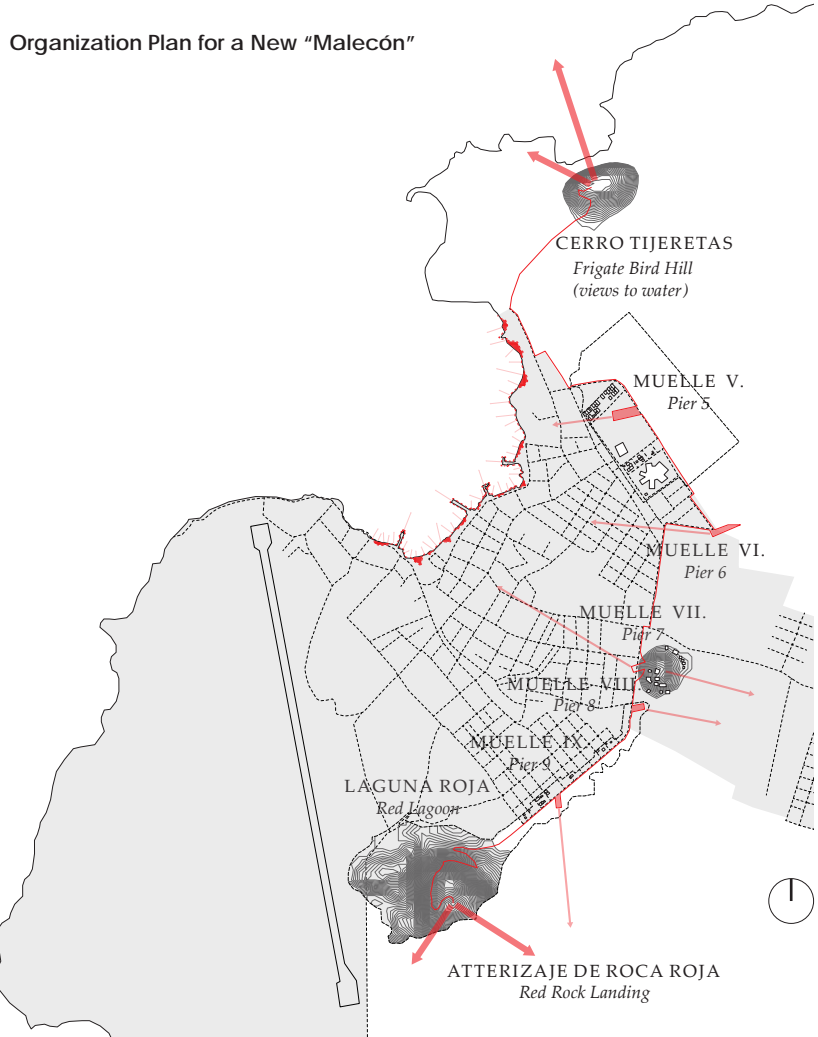 Organization Plan for a New “Malecón”
CERRO TIJERETAS
Frigate Bird Hill
(views to water)
MUELLE V.
Pier 5
MUELLE VI.
Pier 6
MUELLE VII.
Pier 7
MUELLE VIII.
Pier 8
MUELLE IX.
Pier 9
LAGUNA ROJA
Red Lagoon
ATTERIZAJE DE ROCA ROJA
Red Rock Landing